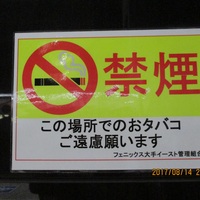 禁煙
この場所でのおタバコ
ご遠慮願います
フェニックス大手イースト管理組合
2017/08/14